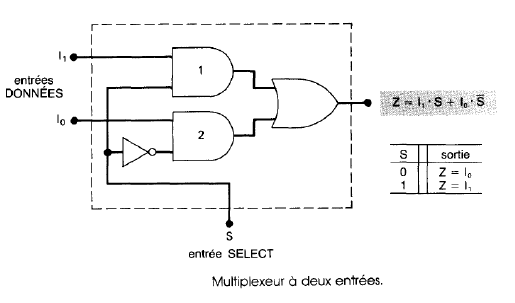 I₁
entrées
DONNÉES
I₀
1
2
Z = I₁ · S + I₀ · S̅
S sortie
0 Z = I₀
1 Z = I₁
S
entrée SELECT
Multiplexeur à deux entrées.